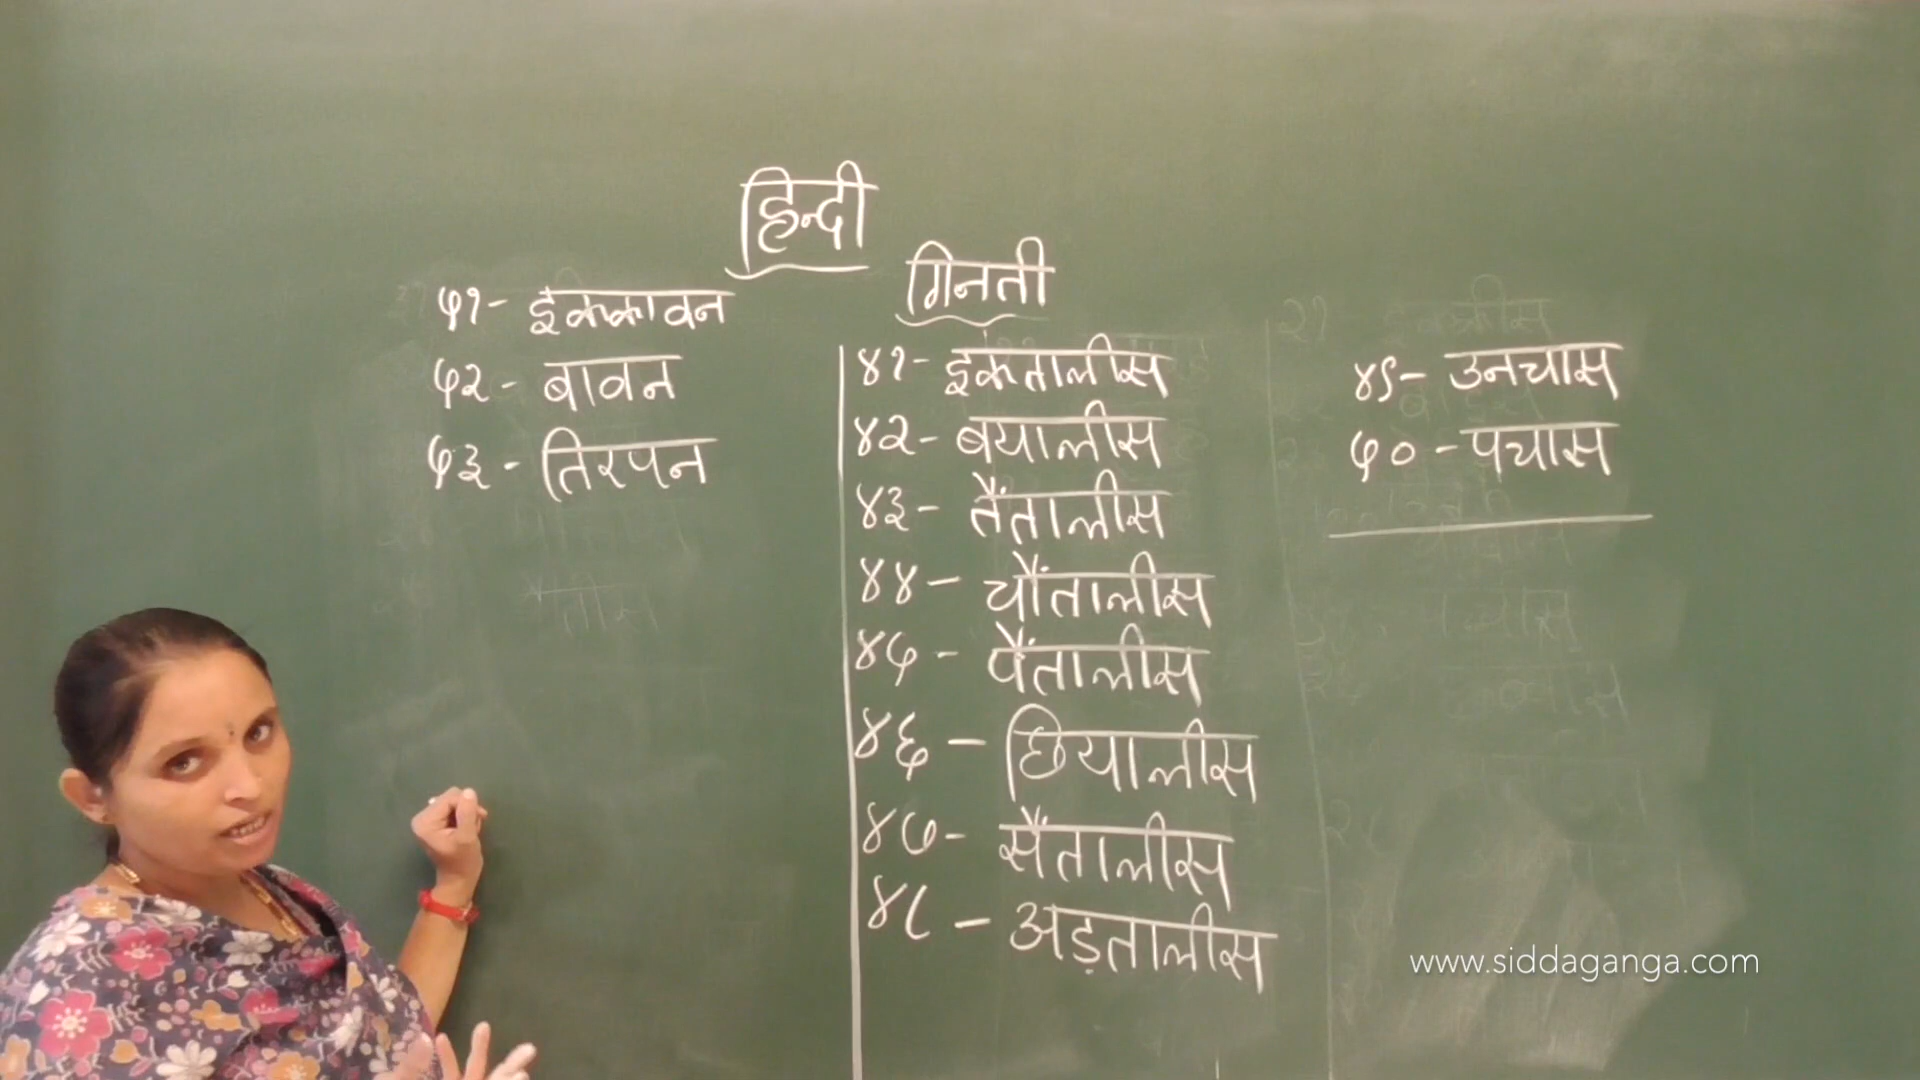 हिन्दी
गिनती
५१- इक्कावन
५२- बावन
५३- तिरपन
४१- इकतालीस
४२- बयालीस
४३- तैंतालीस
४४- चौंतालीस
४५- पैंतालीस
४६- छियालीस
४७- सैंतालीस
४८- अड़तालीस
४९- उनचास
५०- पचास
www.siddaganga.com